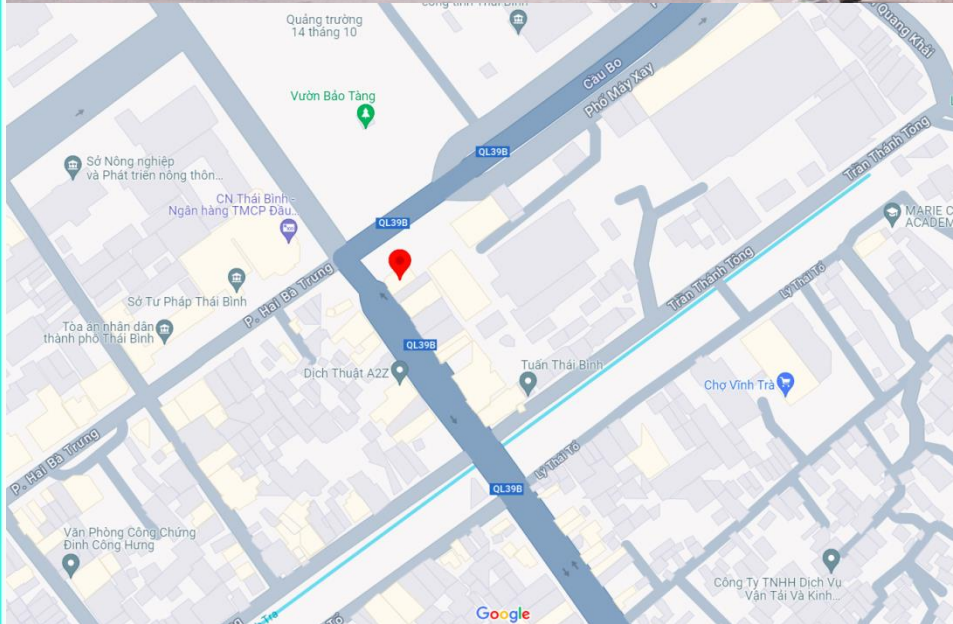 Quảng trường
14 tháng 10
Quang Khải
Cầu Bo
Phố Máy Xay
Vườn Bảo Tàng
QL39B
Trần Thánh Tông
Sở Nông nghiệp
và Phát triển nông thôn...
CN Thái Bình -
Ngân hàng TMCP Đầu...
QL39B
MARIE C
ACADEM
P. Hai Bà Trưng
Trần Thánh Tông
Lý Thái Tổ
Sở Tư Pháp Thái Bình
Tòa án nhân dân
thành phố Thái Bình
QL39B
Dịch Thuật A2Z
Tuấn Thái Bình
Chợ Vĩnh Trà
P. Hai Bà Trưng
Lý Thái Tổ
QL39B
Văn Phòng Công Chứng
Đinh Công Hưng
Công Ty TNHH Dịch Vụ
Vận Tải Và Kinh...
Google